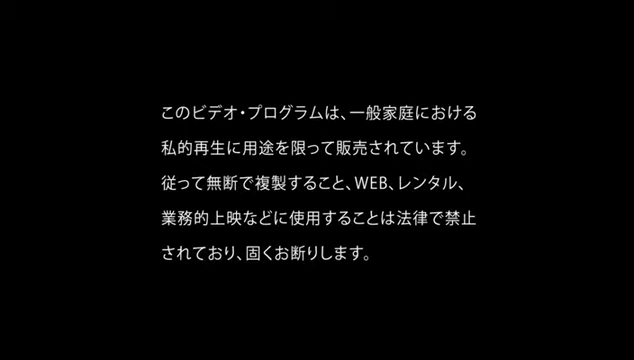 このビデオ・プログラムは、一般家庭における
私的再生に用途を限って販売されています。
従って無断で複製すること、WEB、レンタル、
業務的上映などに使用することは法律で禁止
されており、固くお断りします。